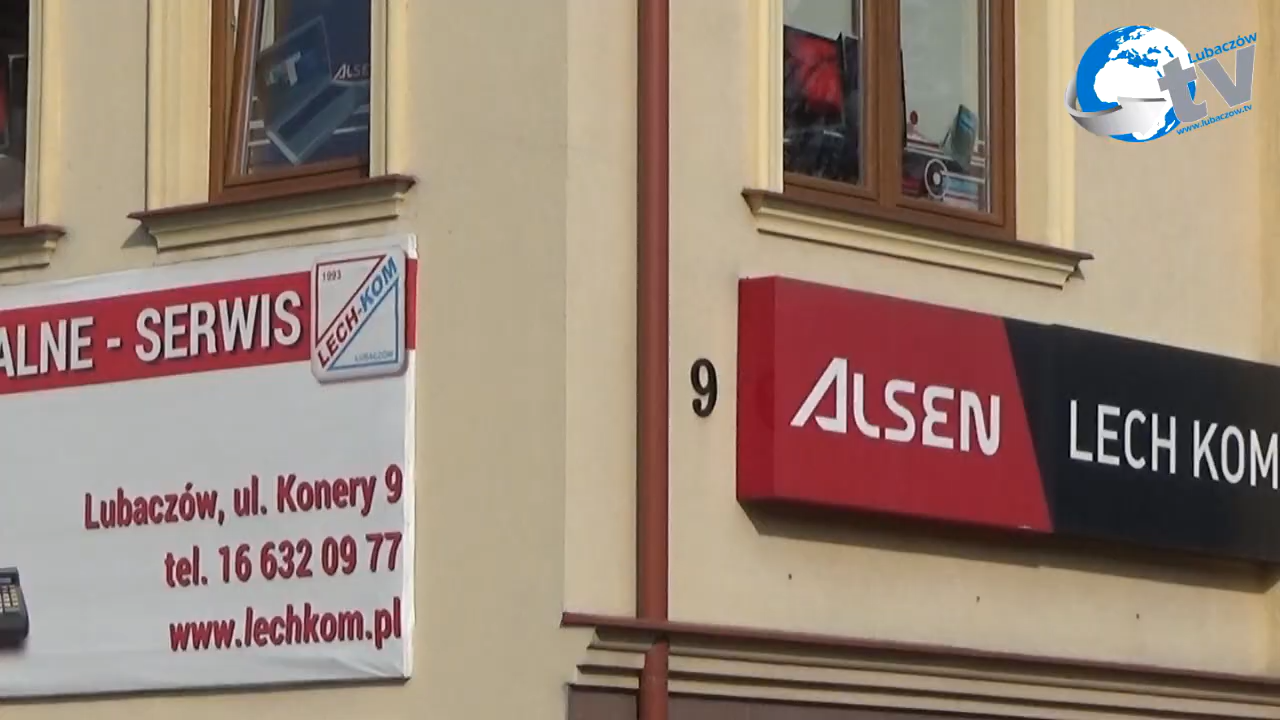 Lubaczów
tv
www.lubaczow.tv
ALSE
ALNE - SERWIS
1993
LECH-KOM
LUBACZÓW
Lubaczów, ul. Konery 9
tel. 16 632 09 77
www.lechkom.pl
9
ALSEN
LECH KOM